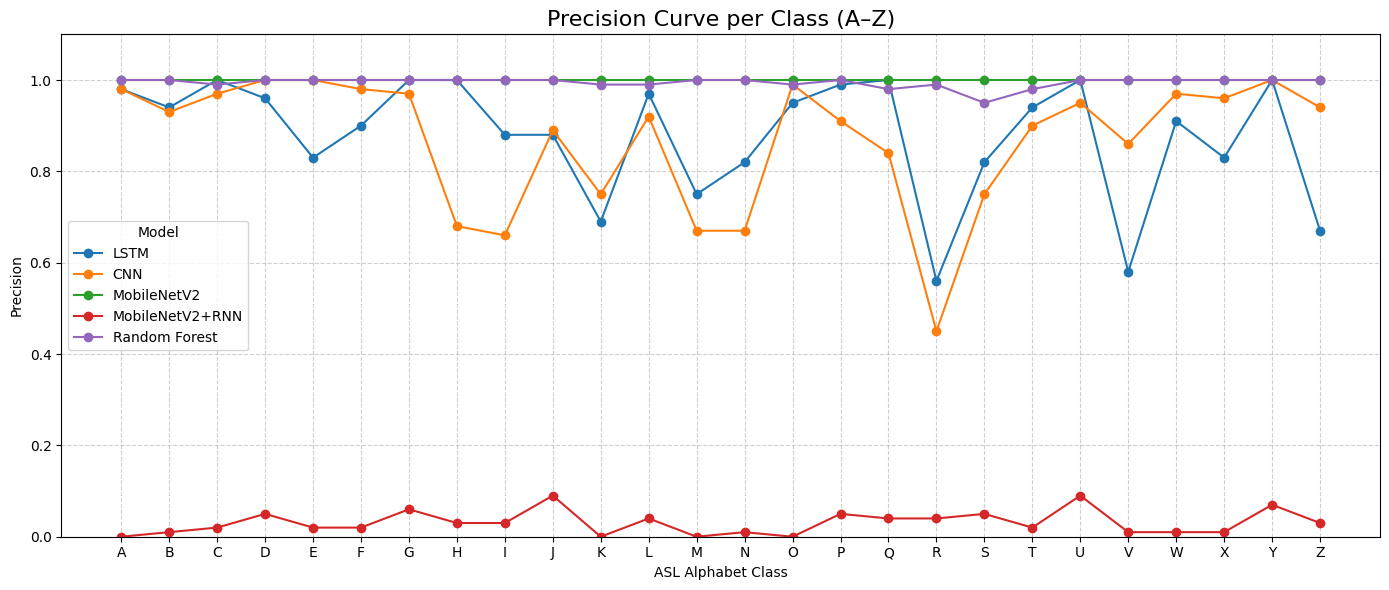 Precision Curve per Class (A–Z)
Precision
1.0
0.8
0.6
0.4
0.2
0.0
Model
LSTM
CNN
MobileNetV2
MobileNetV2+RNN
Random Forest
A B C D E F G H I J K L M N O P Q R S T U V W X Y Z
ASL Alphabet Class